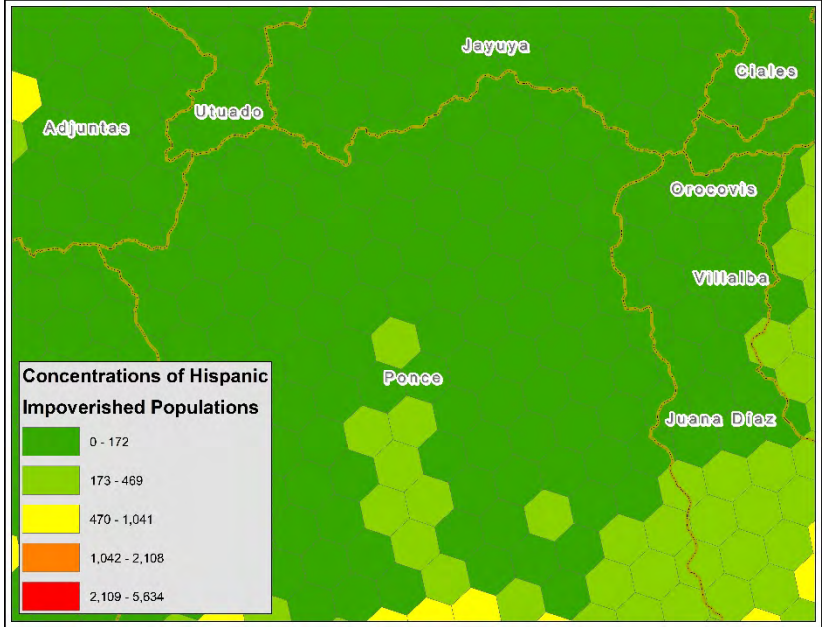 Jayuya
Ciales
Utuado
Adjuntas
Orocovis
Villalba
Ponce
Juana Díaz
Concentrations of Hispanic
Impoverished Populations
0 - 172
173 - 469
470 - 1,041
1,042 - 2,108
2,109 - 5,634